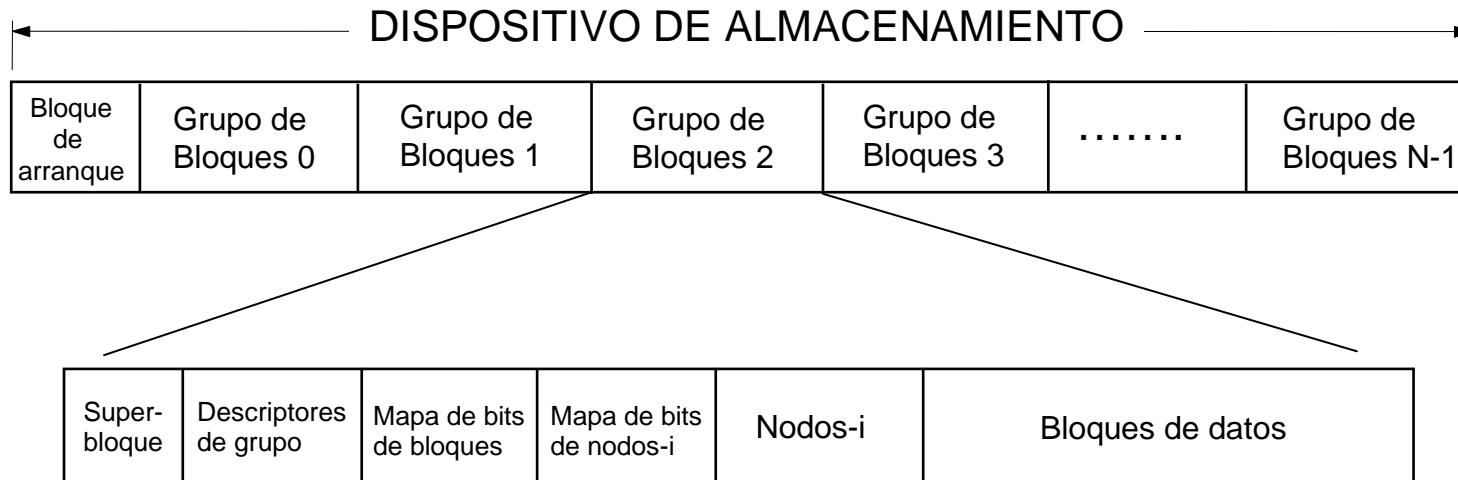 DISPOSITIVO DE ALMACENAMIENTO
Bloque
de
arranque
Grupo de
Bloques 0
Grupo de
Bloques 1
Grupo de
Bloques 2
Grupo de
Bloques 3
.......
Grupo de
Bloques N-1
Super-
bloque
Descriptores
de grupo
Mapa de bits
de bloques
Mapa de bits
de nodos-i
Nodos-i
Bloques de datos